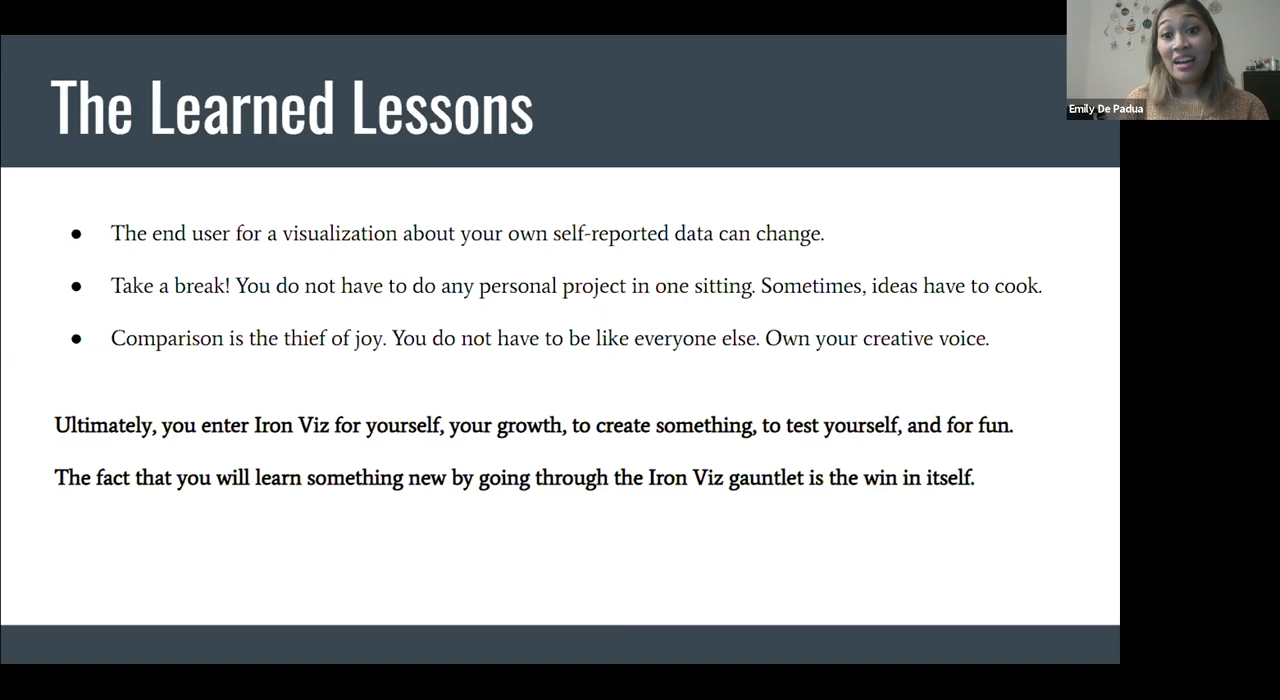 The Learned Lessons
Emily De Padua
● The end user for a visualization about your own self-reported data can change.
● Take a break! You do not have to do any personal project in one sitting. Sometimes, ideas have to cook.
● Comparison is the thief of joy. You do not have to be like everyone else. Own your creative voice.
Ultimately, you enter Iron Viz for yourself, your growth, to create something, to test yourself, and for fun.
The fact that you will learn something new by going through the Iron Viz gauntlet is the win in itself.